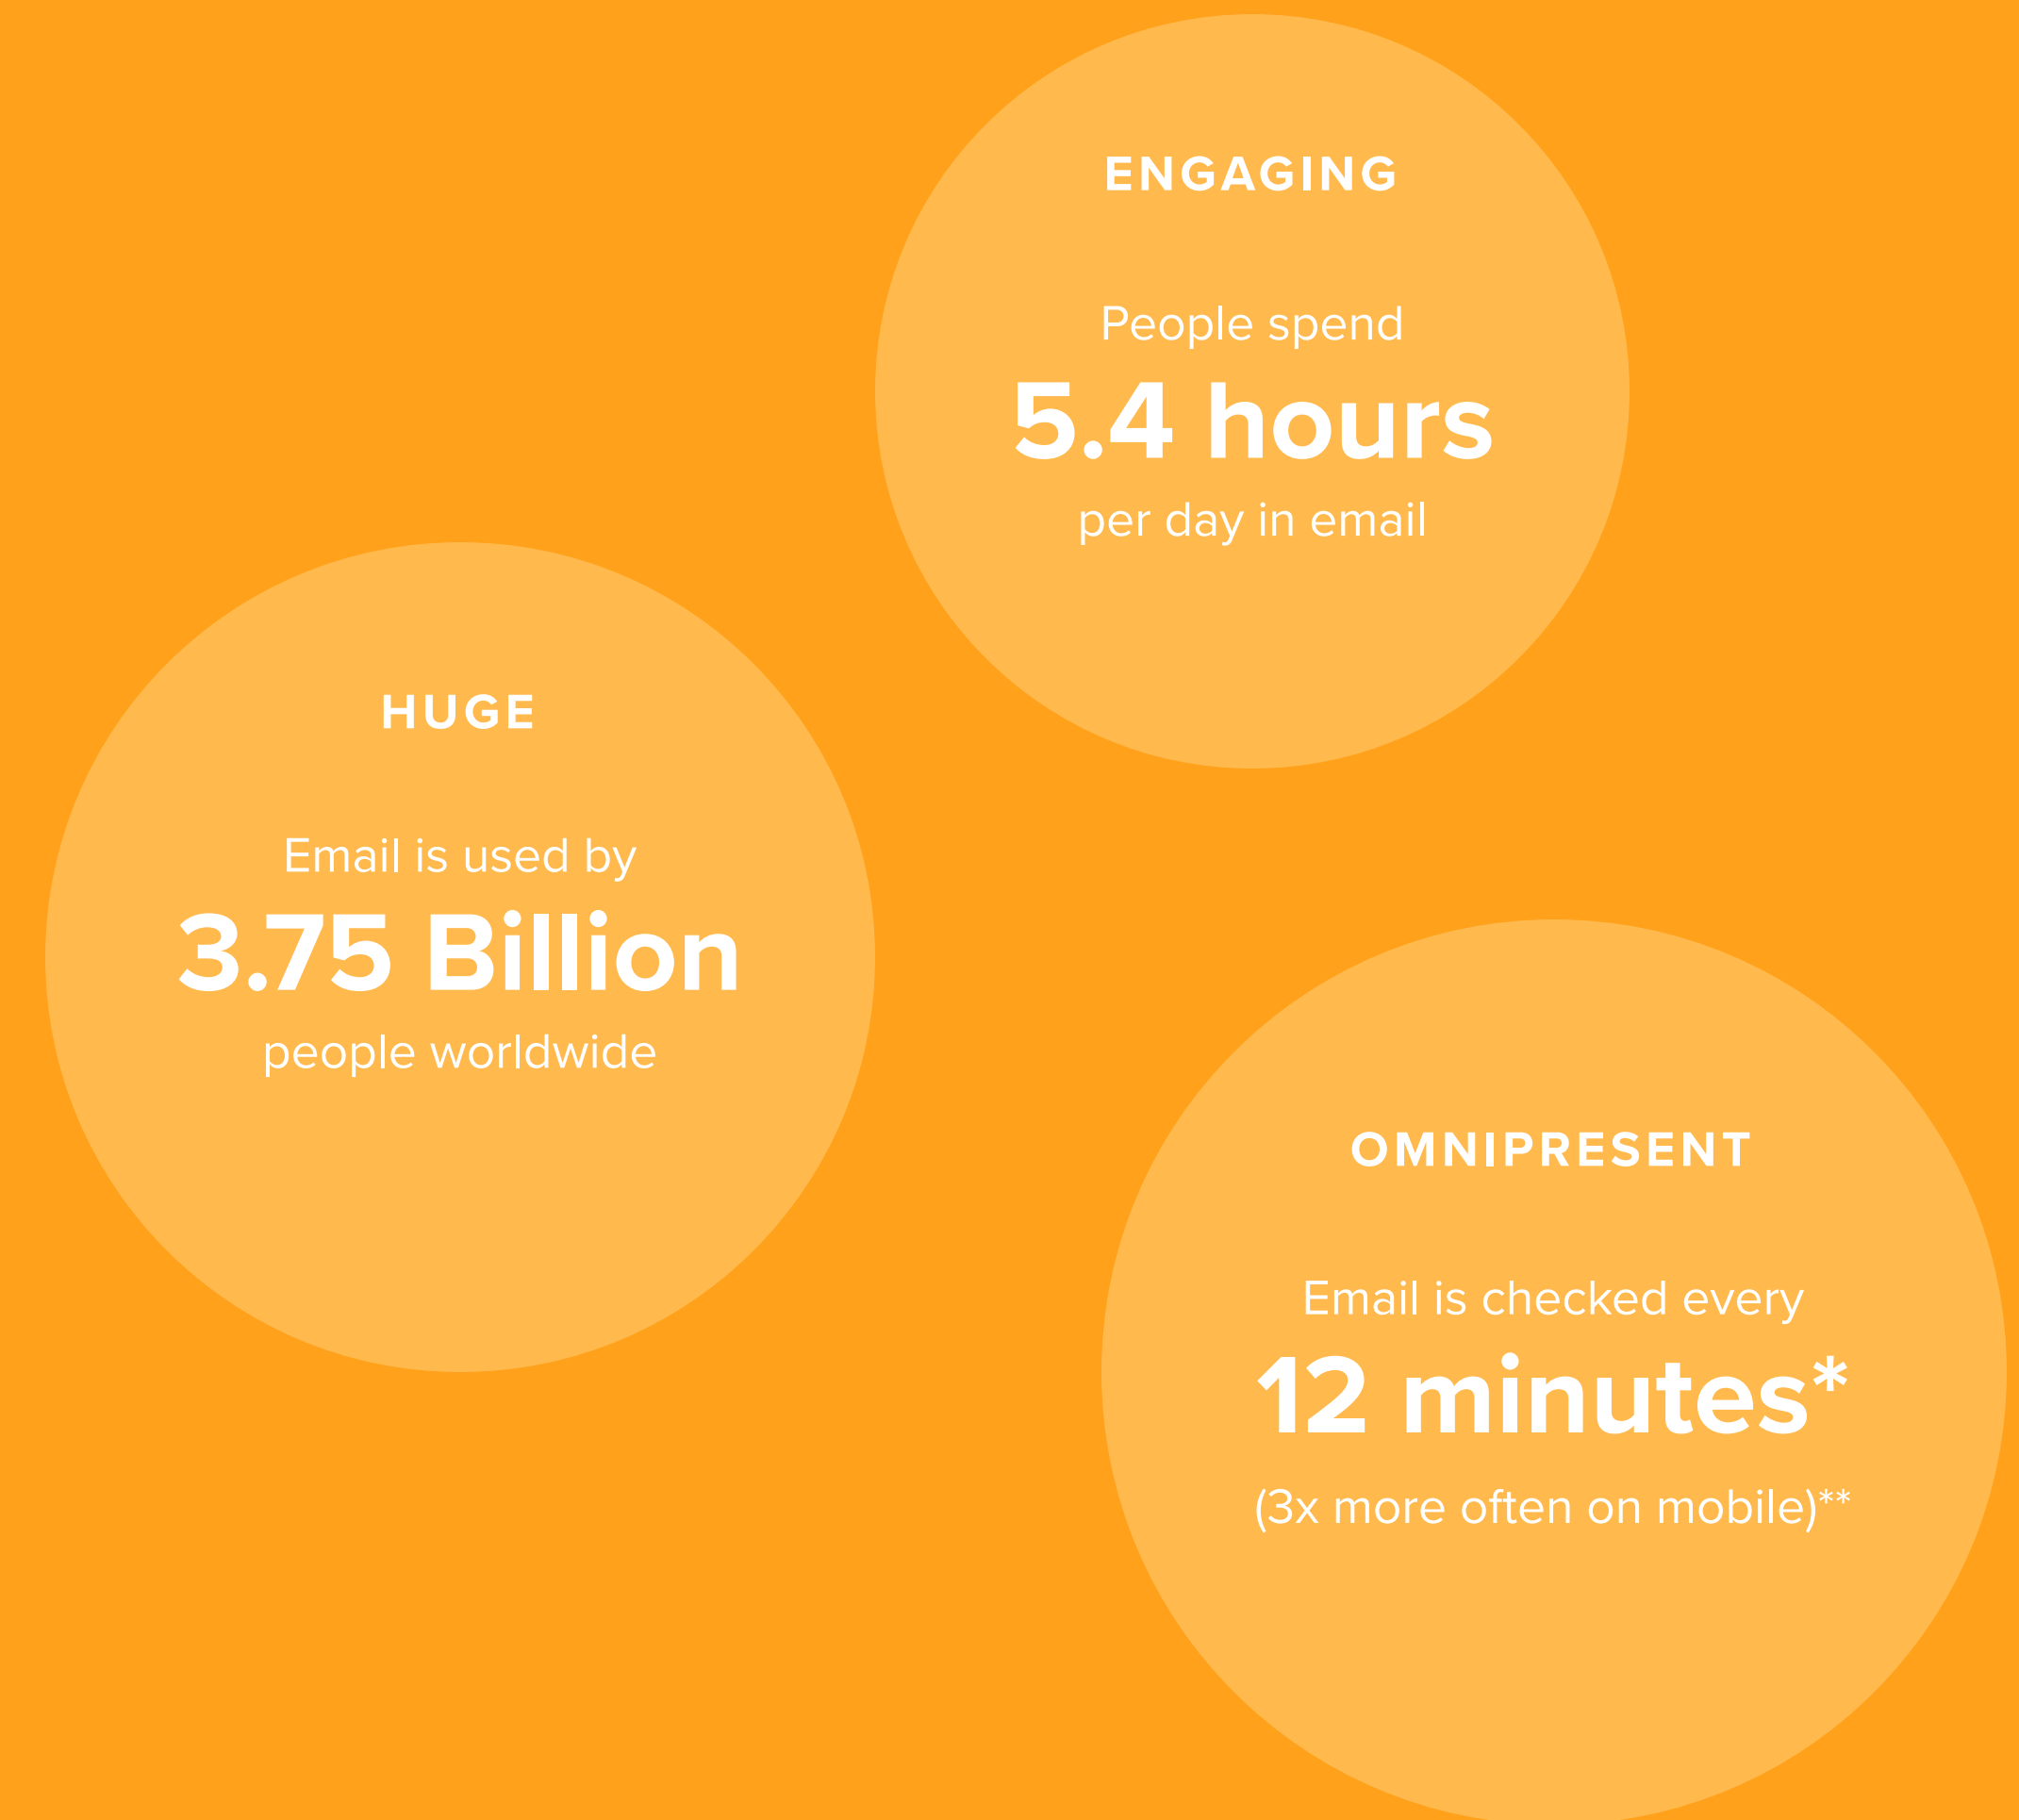 ENGAGING
People spend
5.4 hours
per day in email
HUGE
Email is used by
3.75 Billion
people worldwide
OMNIPRESENT
Email is checked every
12 minutes*
(3x more often on mobile)**